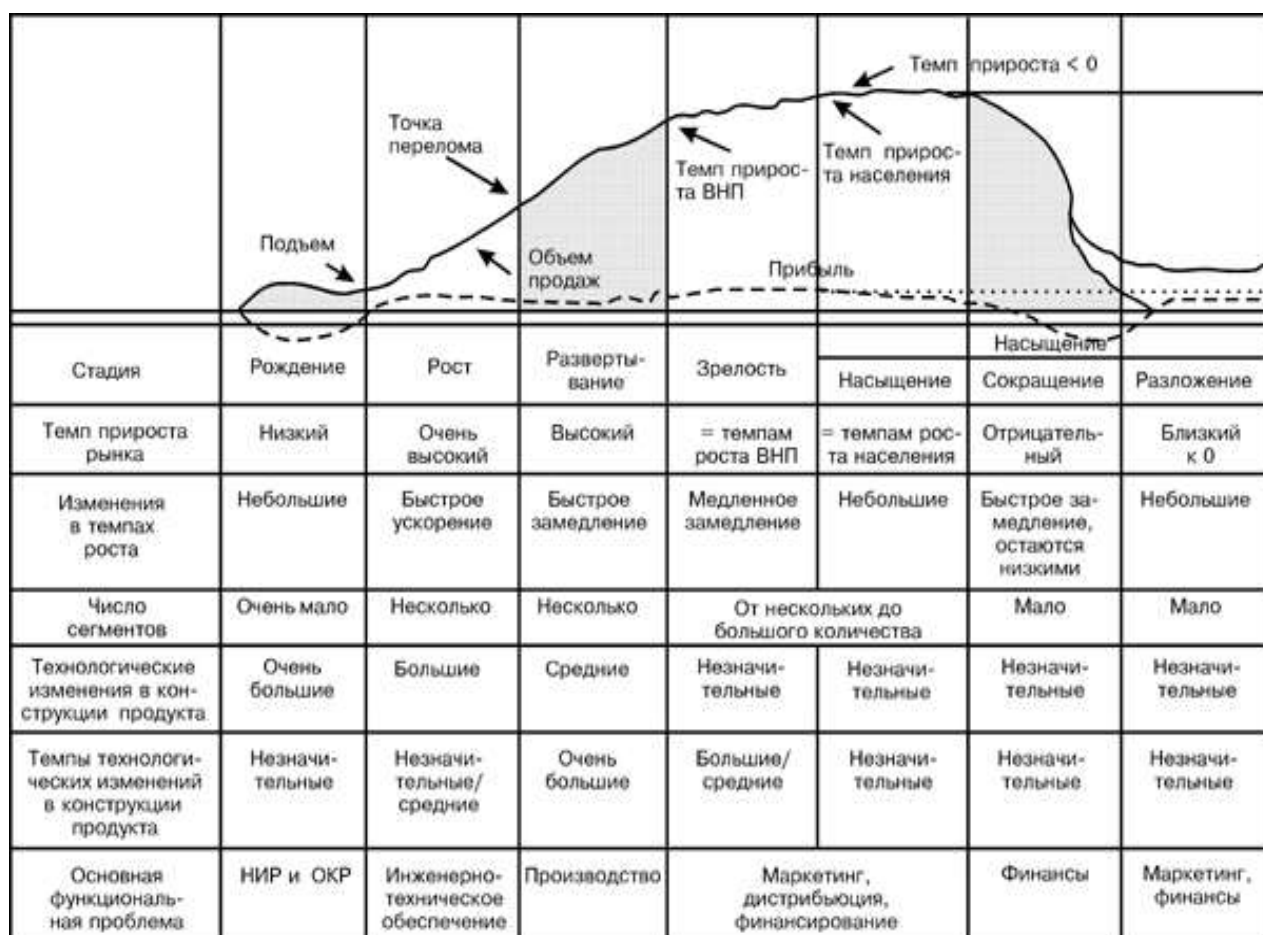 Темп прироста < 0
Точка
перелома
Темп прирос-
та ВНП
Темп прирос-
та населения
Подъем
Объем
продаж
Прибыль
Стадия
Рождение
Рост
Разверты-
вание
Зрелость
Насыщение
Насыщение
Сокращение
Разложение
Темп прироста
рынка
Низкий
Очень
высокий
Высокий
= темпам
роста ВНП
= темпам рос-
та населения
Отрицатель-
ный
Близкий
к 0
Изменения
в темпах
роста
Небольшие
Быстрое
ускорение
Быстрое
замедление
Медленное
замедление
Небольшие
Быстрое за-
медление,
остаются
низкими
Небольшие
Число
сегментов
Очень мало
Несколько
Несколько
От нескольких до
большого количества
Мало
Мало
Технологические
изменения в кон-
струкции продукта
Очень
большие
Большие
Средние
Незначи-
тельные
Незначи-
тельные
Незначи-
тельные
Незначи-
тельные
Темпы технологи-
ческих изменений
в конструкции
продукта
Незначи-
тельные
Незначи-
тельные/
средние
Очень
большие
Большие/
средние
Незначи-
тельные
Незначи-
тельные
Незначи-
тельные
Основная
функциональ-
ная проблема
НИР и ОКР
Инженерно-
техническое
обеспечение
Производство
Маркетинг,
дистрибьюция,
финансирование
Финансы
Маркетинг,
финансы